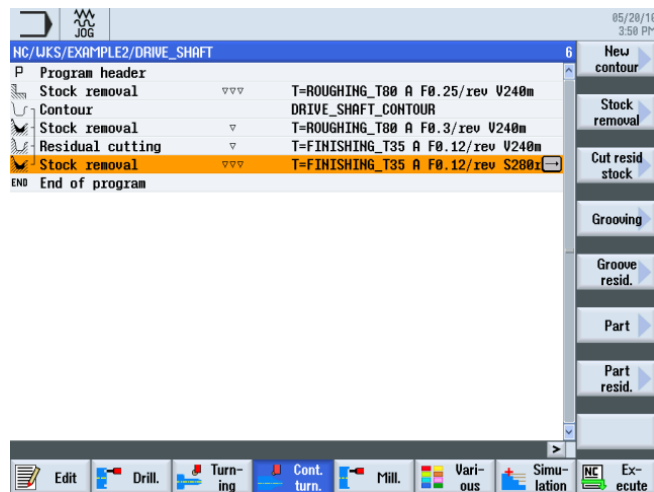 JOG
05/20/16
3:50 PM
NC/WKS/EXAMPLE2/DRIVE_SHAFT 6
P Program header
Stock removal ▽▽▽ T=ROUGHING_T80 A F0.25/rev V240m
Contour DRIVE_SHAFT_CONTOUR
Stock removal ▽ T=ROUGHING_T80 A F0.3/rev V240m
Residual cutting ▽ T=FINISHING_T35 A F0.12/rev V240m
Stock removal ▽▽▽ T=FINISHING_T35 A F0.12/rev S280r
END End of program
New
contour
Stock
removal
Cut resid
stock
Grooving
Groove
resid.
Part
Part
resid.
Edit
Drill.
Turn-
ing
Cont.
turn.
Mill.
Vari-
ous
Simu-
lation
NC Ex-
ecute